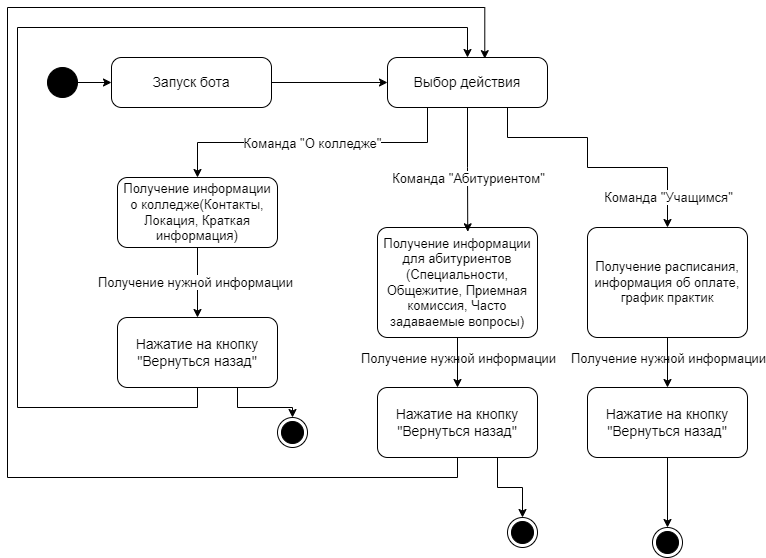 Запуск бота
Выбор действия
Команда "О колледже"
Команда "Абитуриентом"
Команда "Учащимся"
Получение информации
о колледже(Контакты,
Локация, Краткая
информация)
Получение информации
для абитуриентов
(Специальности,
Общежитие, Приемная
комиссия, Часто
задаваемые вопросы)
Получение расписания,
информация об оплате,
график практик
Получение нужной информации
Получение нужной информации
Получение нужной информации
Нажатие на кнопку
"Вернуться назад"
Нажатие на кнопку
"Вернуться назад"
Нажатие на кнопку
"Вернуться назад"